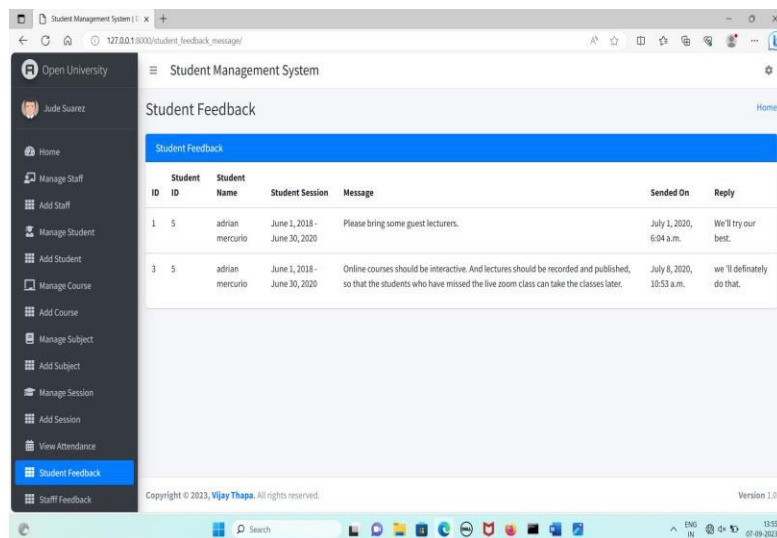 Student Management System |
127.0.0.1:8000/student_feedback_message/
Open University
Student Management System
Jude Suarez
Student Feedback
Home
Home
Manage Staff
Add Staff
Manage Student
Add Student
Manage Course
Add Course
Manage Subject
Add Subject
Manage Session
Add Session
View Attendance
Student Feedback
Stafff Feedback
Student Feedback
ID Student ID Student Name Student Session Message Sended On Reply
1 5 adrian mercurio June 1, 2018 - June 30, 2020 Please bring some guest lecturers. July 1, 2020, 6:04 a.m. We'll try our best.
3 5 adrian mercurio June 1, 2018 - June 30, 2020 Online courses should be interactive. And lectures should be recorded and published, so that the students who have missed the live zoom class can take the classes later. July 8, 2020, 10:53 a.m. we 'll definately do that.
Copyright © 2023, Vijay Thapa. All rights reserved.
Version 1.0
Search
ENG
IN
13:55
07-09-2023